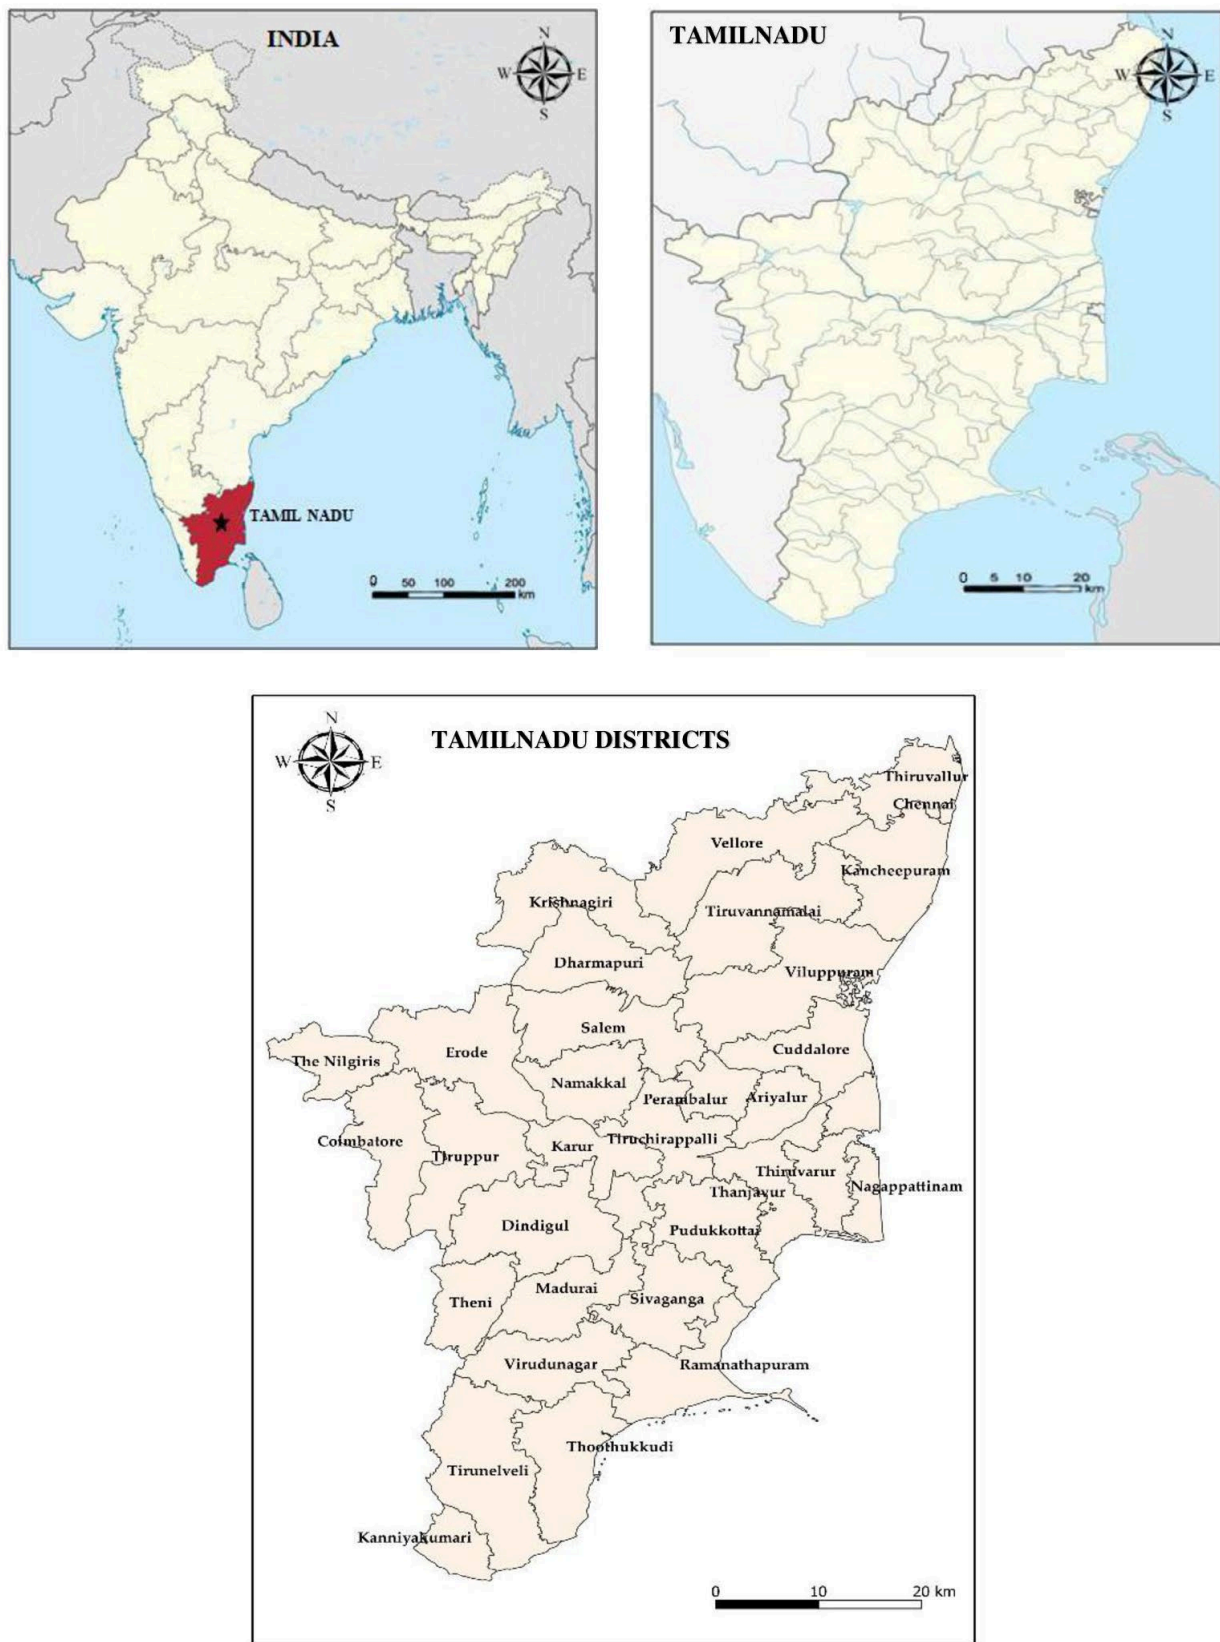 INDIA
N
W E
S
TAMIL NADU
0 50 100 200
km
TAMILNADU
N
W E
S
0 5 10 20
km
TAMILNADU DISTRICTS
N
W E
S
Thiruvallur
Chennai
Vellore
Kancheepuram
Krishnagiri
Tiruvannamalai
Dharmapuri
Viluppuram
Salem
Cuddalore
The Nilgiris
Erode
Namakkal
Perambalur
Ariyalur
Coimbatore
Tiruppur
Karur
Tiruchirappalli
Thiruvarur
Thanjavur
Nagappattinam
Dindigul
Pudukkottai
Theni
Madurai
Sivaganga
Virudunagar
Ramanathapuram
Thoothukkudi
Tirunelveli
Kanniyakumari
0 10 20 km